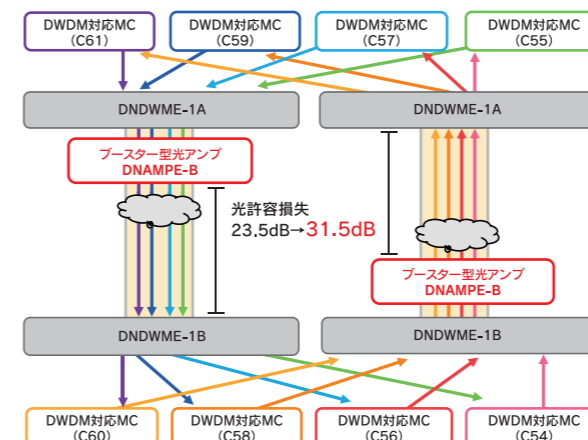 DWDM対応MC
(C61)
DWDM対応MC
(C59)
DWDM対応MC
(C57)
DWDM対応MC
(C55)
DNDWME-1A
DNDWME-1A
ブースター型光アンプ
DNAMPE-B
光許容損失
23.5dB→31.5dB
ブースター型光アンプ
DNAMPE-B
DNDWME-1B
DNDWME-1B
DWDM対応MC
(C60)
DWDM対応MC
(C58)
DWDM対応MC
(C56)
DWDM対応MC
(C54)